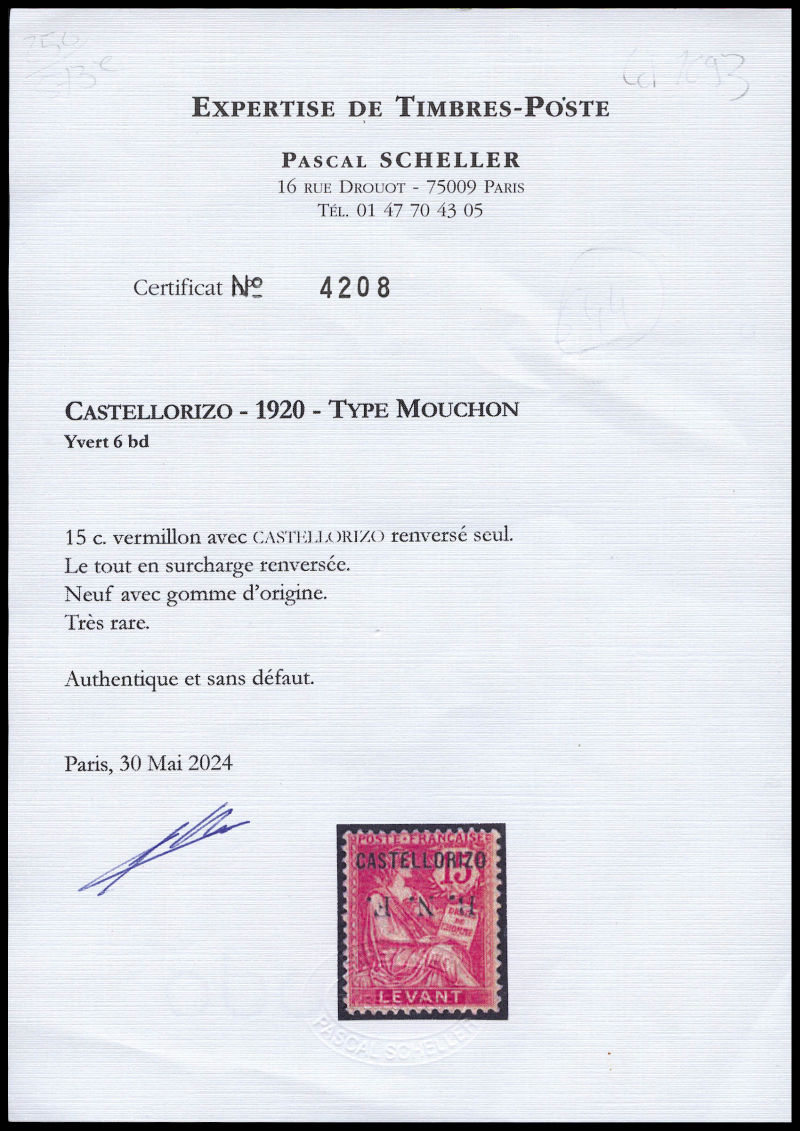 EXPERTISE DE TIMBRES-POSTE
PASCAL SCHELLER
16 RUE DROUOT - 75009 PARIS
TÉL. 01 47 70 43 05
Certificat Nº 4208
CASTELLORIZO - 1920 - TYPE MOUCHON
Yvert 6 bd
15 c. vermillon avec CASTELLORIZO renversé seul.
Le tout en surcharge renversée.
Neuf avec gomme d'origine.
Très rare.
Authentique et sans défaut.
Paris, 30 Mai 2024
POSTE FRANÇAISE
CASTELLORIZO
15
B. N. F.
DROITS
DE
L'HOMME
LEVANT
PASCAL SCHELLER